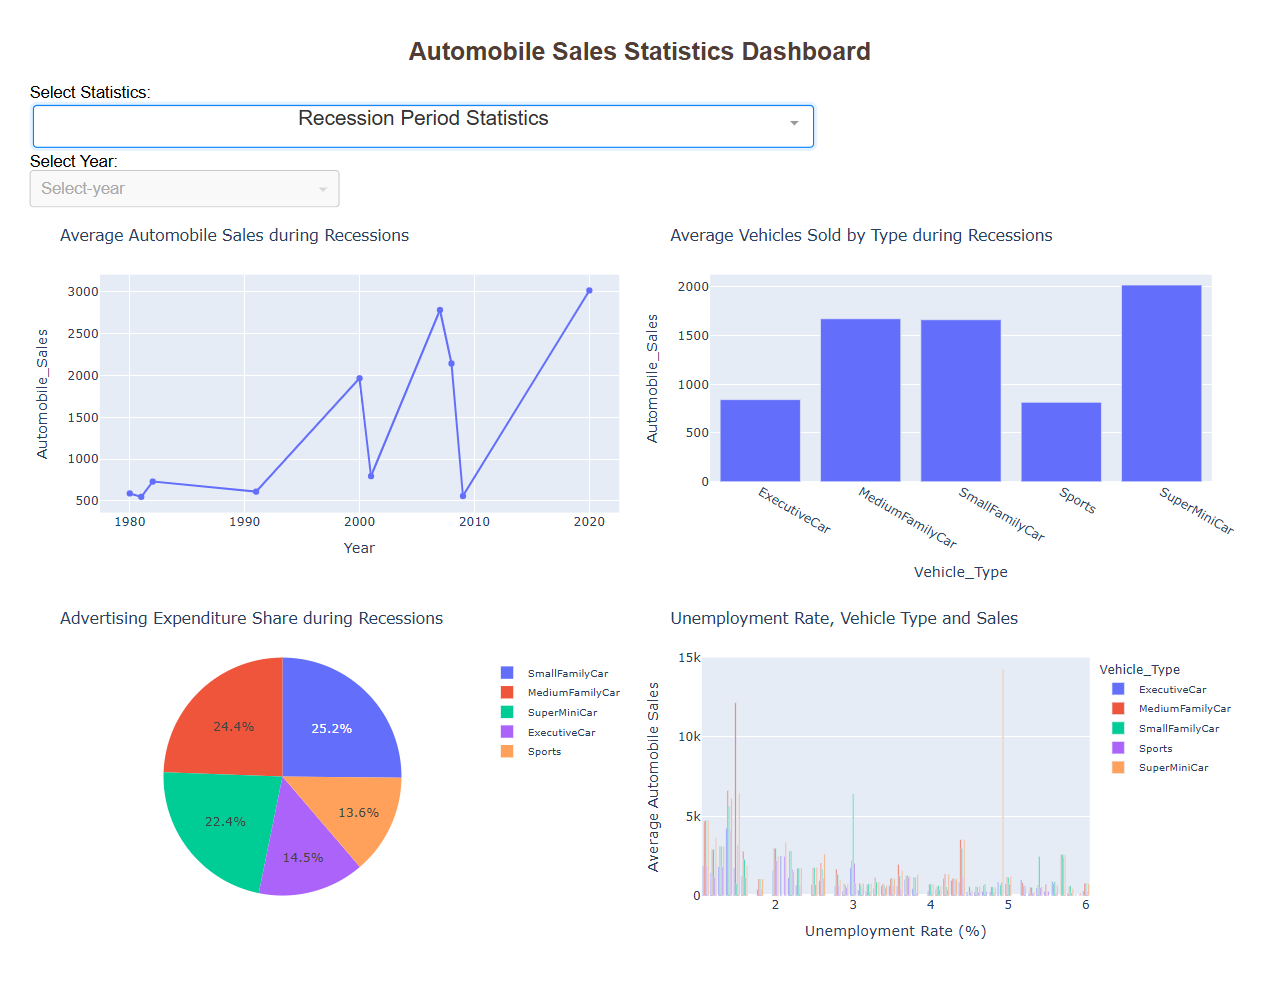 Automobile Sales Statistics Dashboard
Select Statistics:
Recession Period Statistics
Select Year:
Select-year
Average Automobile Sales during Recessions
3000
2500
2000
1500
1000
500
Automobile_Sales
1980 1990 2000 2010 2020
Year
Average Vehicles Sold by Type during Recessions
2000
1500
1000
500
0
Automobile_Sales
ExecutiveCar
MediumFamilyCar
SmallFamilyCar
Sports
SuperMiniCar
Vehicle_Type
Advertising Expenditure Share during Recessions
24.4%
25.2%
22.4%
13.6%
14.5%
SmallFamilyCar
MediumFamilyCar
SuperMiniCar
ExecutiveCar
Sports
Unemployment Rate, Vehicle Type and Sales
15k
10k
5k
0
Average Automobile Sales
2 3 4 5 6
Unemployment Rate (%)
Vehicle_Type
ExecutiveCar
MediumFamilyCar
SmallFamilyCar
Sports
SuperMiniCar